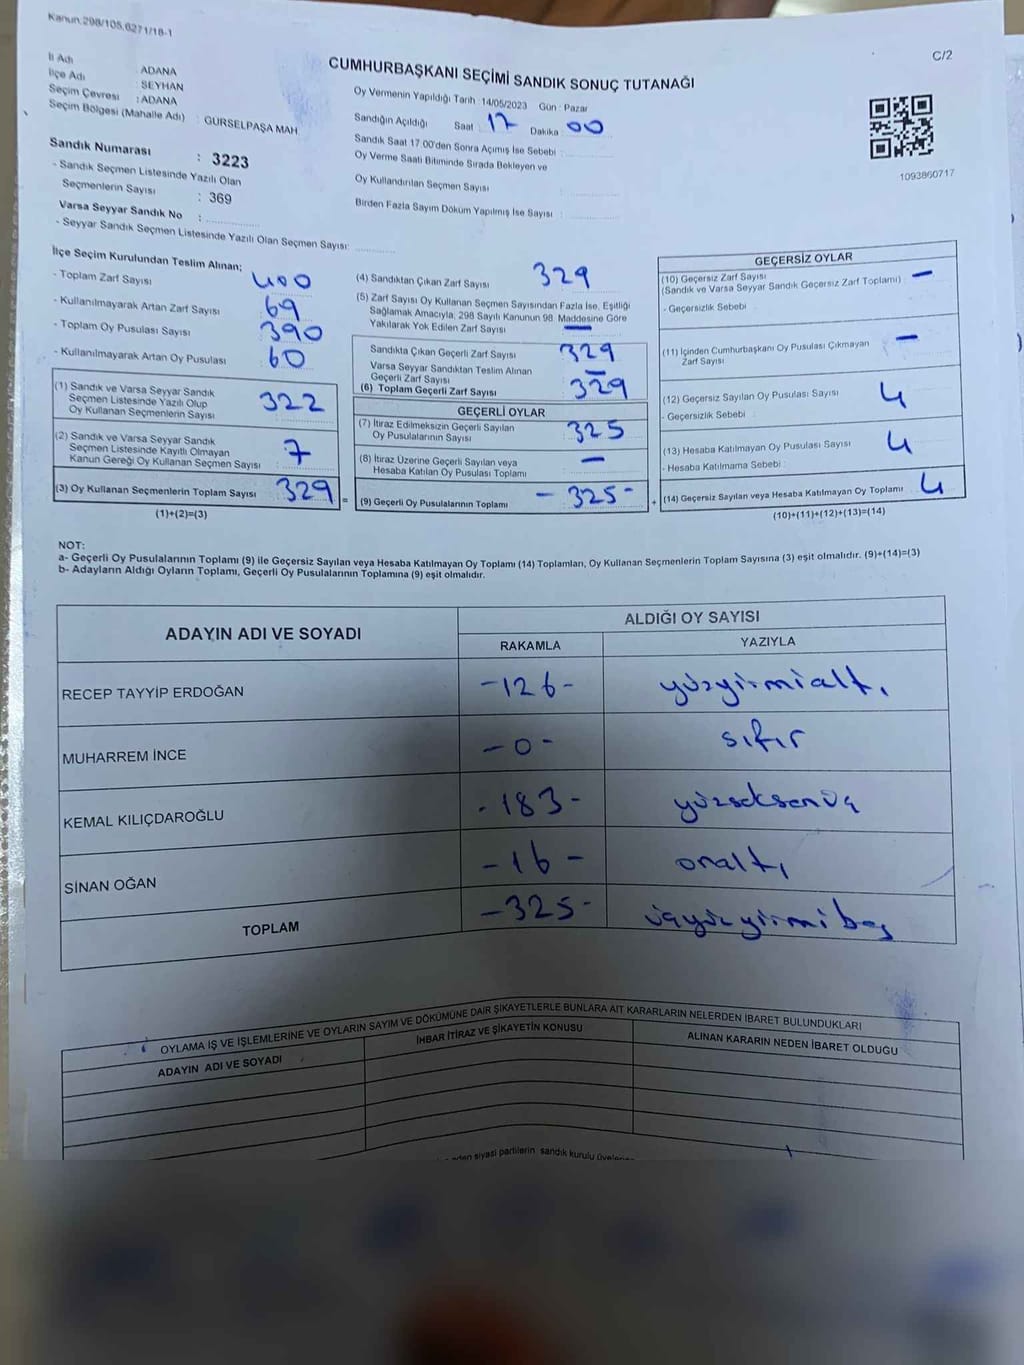 Kanun:298/105,6271/18-1
C/2
CUMHURBAŞKANI SEÇİMİ SANDIK SONUÇ TUTANAĞI
İl Adı : ADANA
İlçe Adı : SEYHAN
Seçim Çevresi : ADANA
Seçim Bölgesi (Mahalle Adı) : GÜRSELPAŞA MAH.
Sandık Numarası : 3223
- Sandık Seçmen Listesinde Yazılı Olan
Seçmenlerin Sayısı : 369
Varsa Seyyar Sandık No :
- Seyyar Sandık Seçmen Listesinde Yazılı Olan Seçmen Sayısı:
Oy Vermenin Yapıldığı Tarih :14/05/2023 Gün : Pazar
Sandığın Açıldığı Saat 17 Dakika 00
Sandık Saat 17.00'den Sonra Açımış İse Sebebi :
Oy Verme Saati Bitiminde Sırada Bekleyen ve
Oy Kullandırılan Seçmen Sayısı :
Birden Fazla Sayım Döküm Yapılmış İse Sayısı :
1093860717
İlçe Seçim Kurulundan Teslim Alınan;
- Toplam Zarf Sayısı : 400
- Kullanılmayarak Artan Zarf Sayısı : 69
- Toplam Oy Pusulası Sayısı : 390
- Kullanılmayarak Artan Oy Pusulası : 60
(1) Sandık ve Varsa Seyyar Sandık
Seçmen Listesinde Yazılı Olup
Oy Kullanan Seçmenlerin Sayısı : 322
(2) Sandık ve Varsa Seyyar Sandık
Seçmen Listesinde Kayıtlı Olmayan
Kanun Gereği Oy Kullanan Seçmen Sayısı : 7
(3) Oy Kullanan Seçmenlerin Toplam Sayısı : 329
(1)+(2)=(3)
=
(4) Sandıktan Çıkan Zarf Sayısı : 329
(5) Zarf Sayısı Oy Kullanan Seçmen Sayısından Fazla İse, Eşitliği
Sağlamak Amacıyla, 298 Sayılı Kanunun 98. Maddesine Göre
Yakılarak Yok Edilen Zarf Sayısı : —
Sandıkta Çıkan Geçerli Zarf Sayısı : 329
Varsa Seyyar Sandıktan Teslim Alınan
Geçerli Zarf Sayısı : —
(6) Toplam Geçerli Zarf Sayısı : 329
GEÇERLİ OYLAR
(7) İtiraz Edilmeksizin Geçerli Sayılan
Oy Pusulalarının Sayısı : 325
(8) İtiraz Üzerine Geçerli Sayılan veya
Hesaba Katılan Oy Pusulası Toplamı : —
(9) Geçerli Oy Pusulalarının Toplamı : - 325 -
+
GEÇERSİZ OYLAR
(10) Geçersiz Zarf Sayısı
(Sandık ve Varsa Seyyar Sandık Geçersiz Zarf Toplamı) : —
- Geçersizlik Sebebi :
(11) İçinden Cumhurbaşkanı Oy Pusulası Çıkmayan
Zarf Sayısı : —
(12) Geçersiz Sayılan Oy Pusulası Sayısı : 4
- Geçersizlik Sebebi :
(13) Hesaba Katılmayan Oy Pusulası Sayısı : 4
- Hesaba Katılmama Sebebi :
(14) Geçersiz Sayılan veya Hesaba Katılmayan Oy Toplamı : 4
(10)+(11)+(12)+(13)=(14)
NOT:
a- Geçerli Oy Pusulalarının Toplamı (9) ile Geçersiz Sayılan veya Hesaba Katılmayan Oy Toplamı (14) Toplamları, Oy Kullanan Seçmenlerin Toplam Sayısına (3) eşit olmalıdır. (9)+(14)=(3)
b- Adayların Aldığı Oyların Toplamı, Geçerli Oy Pusulalarının Toplamına (9) eşit olmalıdır.
ADAYIN ADI VE SOYADI
ALDIĞI OY SAYISI
RAKAMLA YAZIYLA
RECEP TAYYİP ERDOĞAN -126- yüzyirmialtı
MUHARREM İNCE -0- sıfır
KEMAL KILIÇDAROĞLU -183- yüzseksenüç
SİNAN OĞAN -16- onaltı
TOPLAM -325- üçyüzyirmibeş
OYLAMA İŞ VE İŞLEMLERİNE VE OYLARIN SAYIM VE DÖKÜMÜNE DAİR ŞİKAYETLERLE BUNLARA AİT KARARLARIN NELERDEN İBARET BULUNDUKLARI
ADAYIN ADI VE SOYADI
İHBAR İTİRAZ VE ŞİKAYETİN KONUSU
ALINAN KARARIN NEDEN İBARET OLDUĞU
siyasi partilerin sandık kurulu